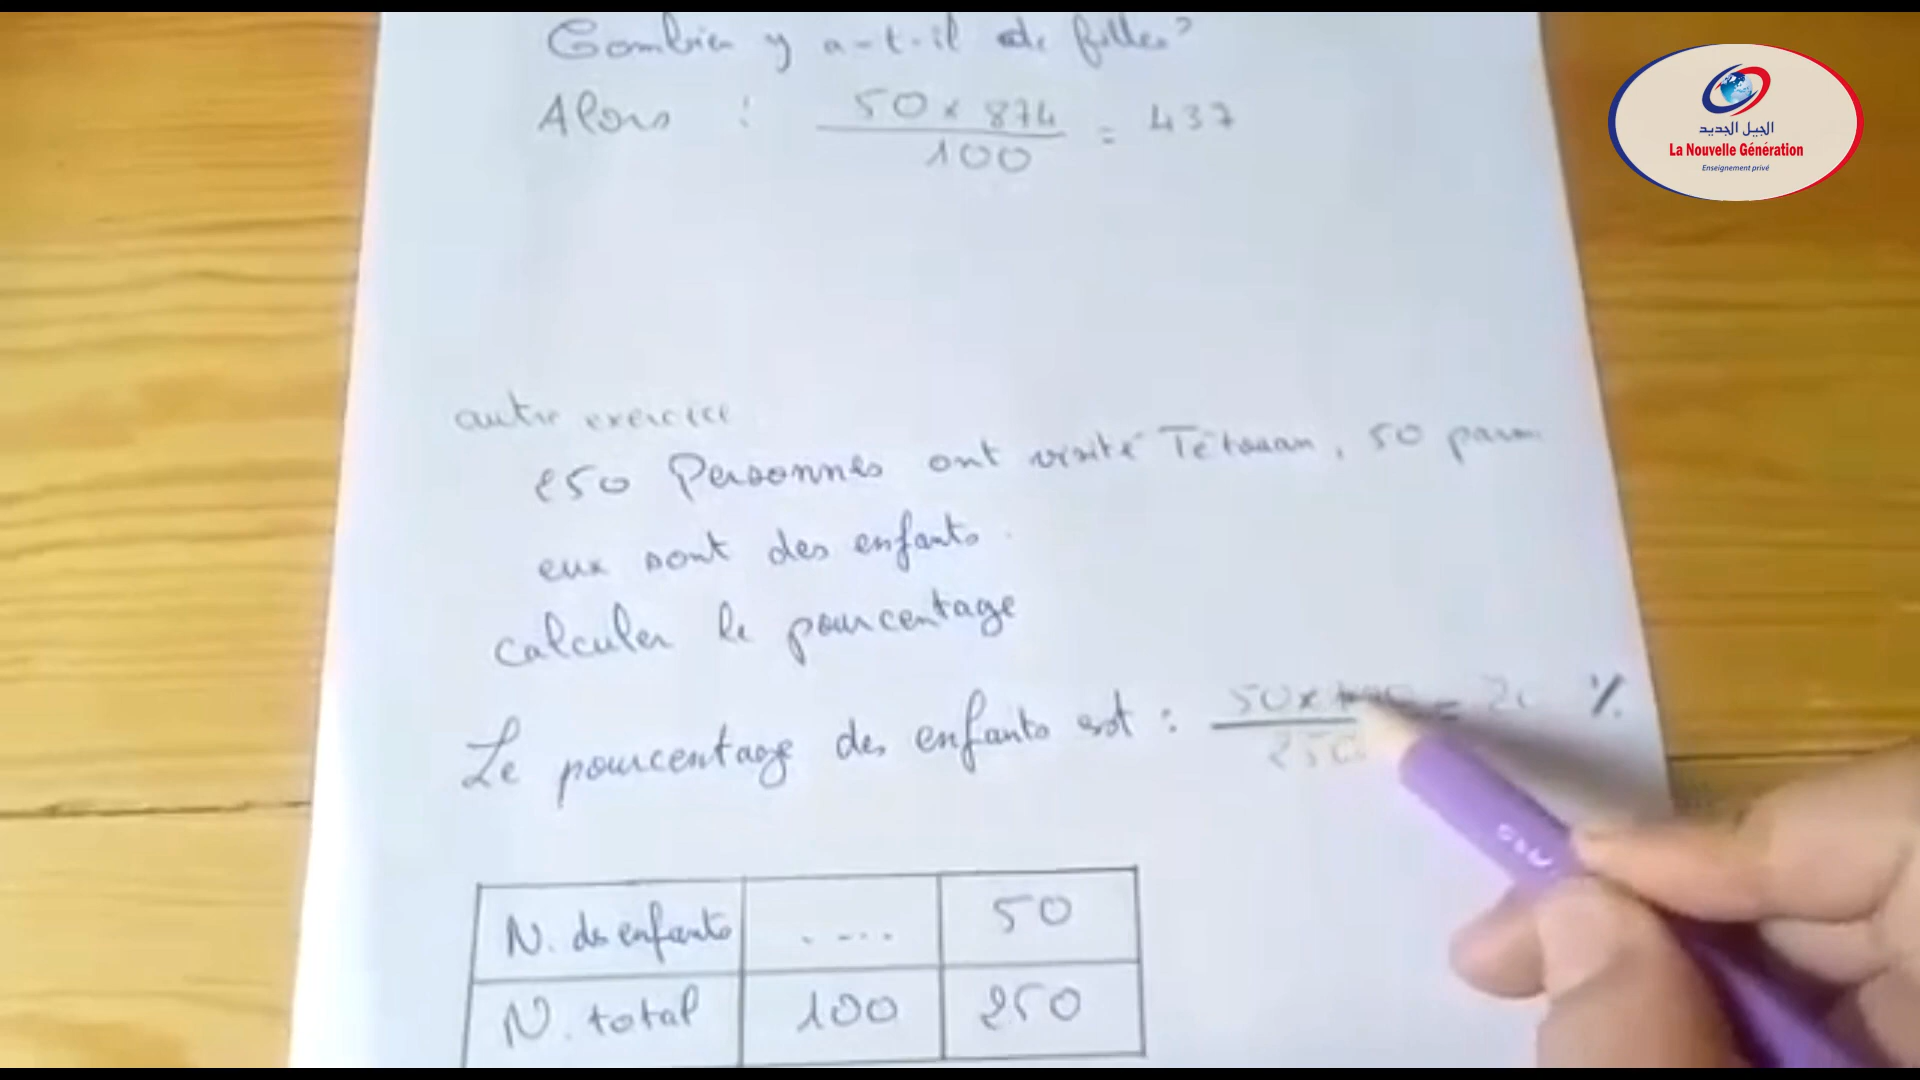 Combien y a-t-il de filles?
Alors : 50 x 874 / 100 = 437
الجيل الجديد
La Nouvelle Génération
Enseignement privé
autre exercice
250 Personnes ont visité Tétouan, 50 parmi
eux sont des enfants.
calculer le pourcentage
Le pourcentage des enfants est : 50 x 100 / 250 = 20 %
N. des enfants ..... 50
N. total 100 250